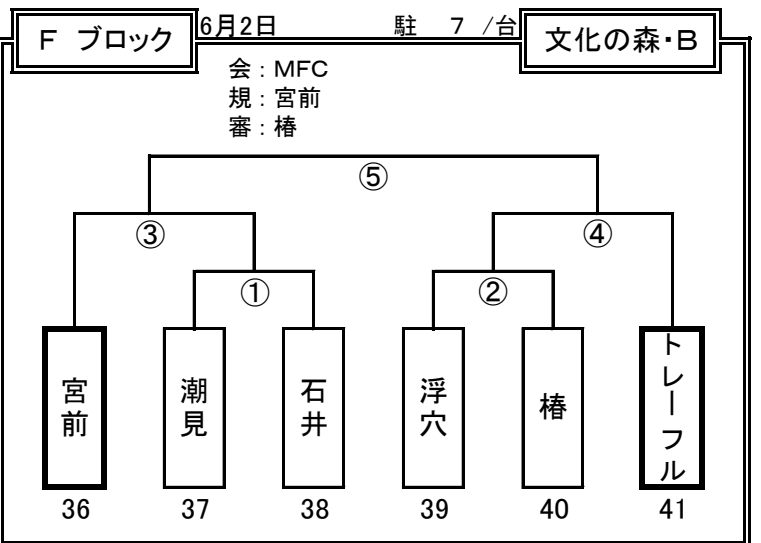 F ブロック
6月2日
駐 7 /台
文化の森・B
会：MFC
規：宮前
審：椿
⑤
③
④
①
②
宮前
潮見
石井
浮穴
椿
トレーフル
36
37
38
39
40
41